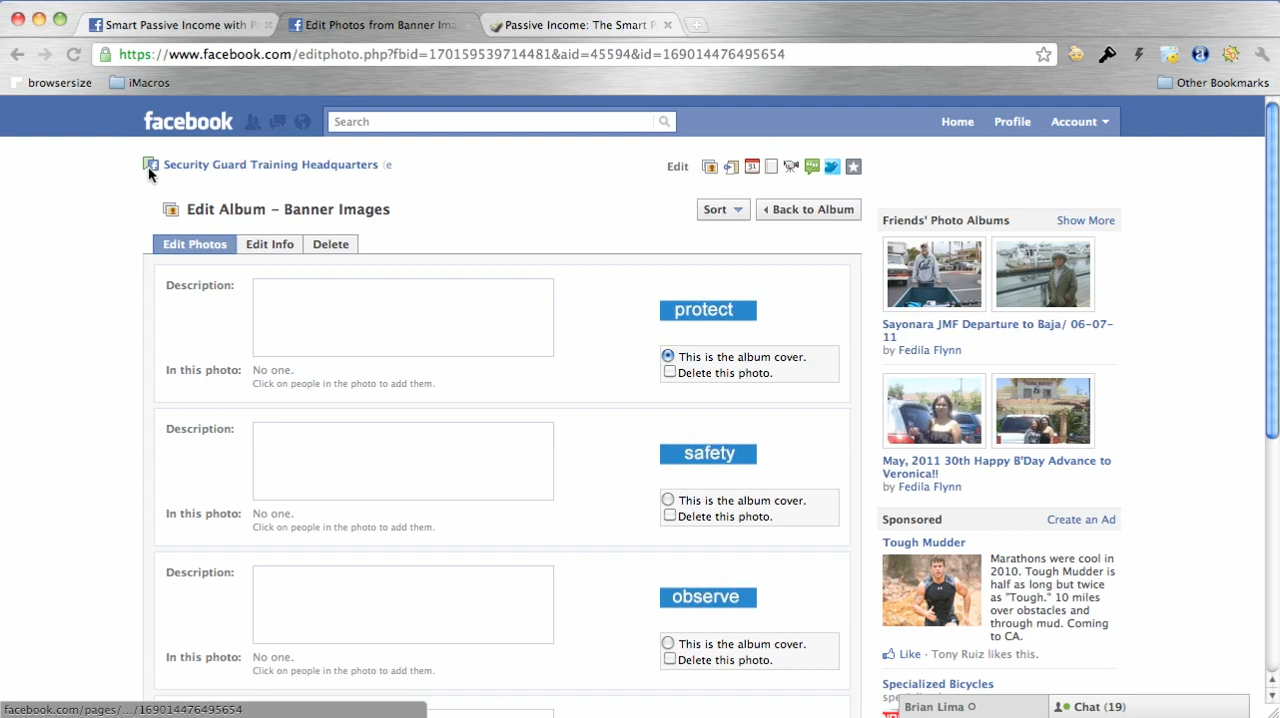 Smart Passive Income with P
Edit Photos from Banner Ima
Passive Income: The Smart P
https://www.facebook.com/editphoto.php?fbid=170159539714481&aid=45594&id=169014476495654
browsersize
iMacros
Other Bookmarks
facebook
Search
Home
Profile
Account
Security Guard Training Headquarters (e
Edit
31
Edit Album – Banner Images
Sort
Back to Album
Edit Photos
Edit Info
Delete
Description:
protect
This is the album cover.
Delete this photo.
In this photo: No one.
Click on people in the photo to add them.
Description:
safety
This is the album cover.
Delete this photo.
In this photo: No one.
Click on people in the photo to add them.
Description:
observe
This is the album cover.
Delete this photo.
In this photo: No one.
Click on people in the photo to add them.
Friends' Photo Albums
Show More
Sayonara JMF Departure to Baja/ 06-07-
11
by Fedila Flynn
May, 2011 30th Happy B'Day Advance to
Veronica!!
by Fedila Flynn
Sponsored
Create an Ad
Tough Mudder
Marathons were cool in
2010. Tough Mudder is
half as long but twice
as "Tough." 10 miles
over obstacles and
through mud. Coming
to CA.
Like · Tony Ruiz likes this.
Specialized Bicycles
Brian Lima
Chat (19)
facebook.com/pages/.../169014476495654